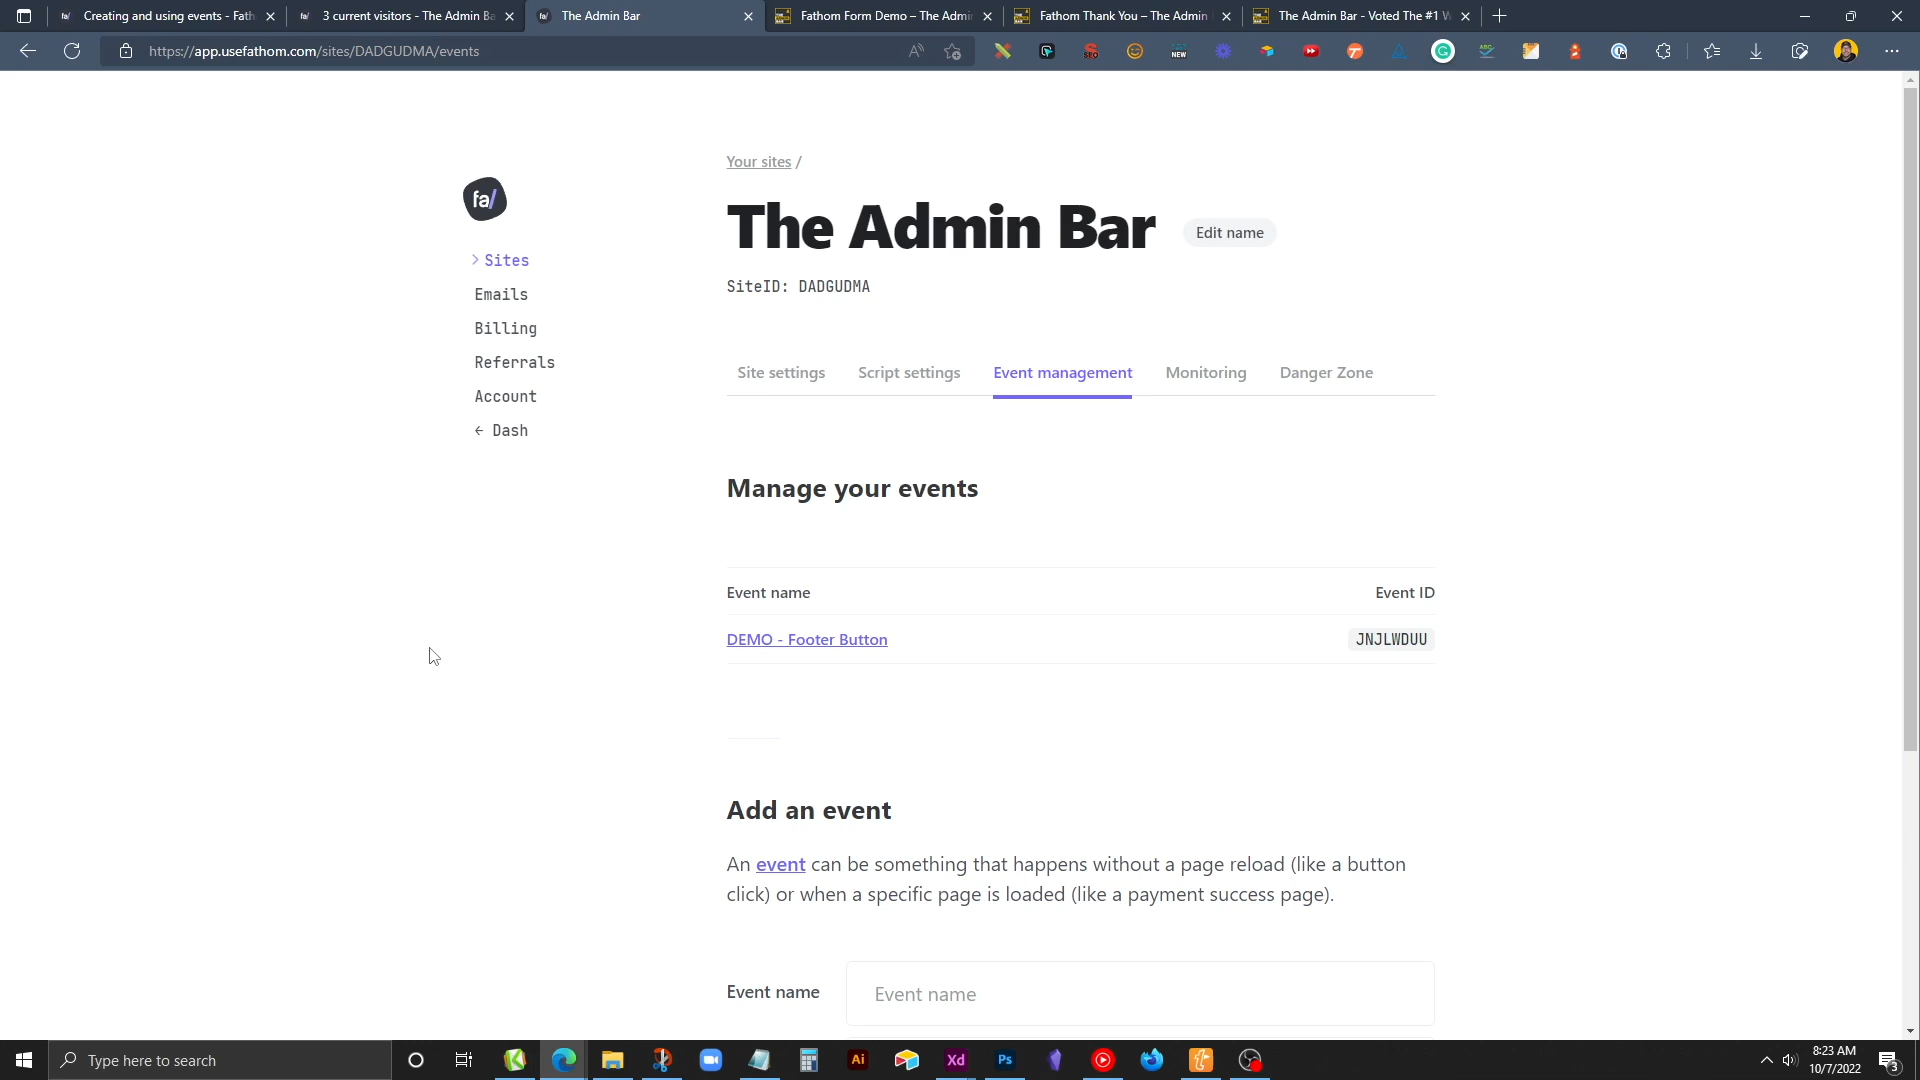 Creating and using events - Fath
3 current visitors - The Admin Ba
The Admin Bar
Fathom Form Demo – The Admin
Fathom Thank You – The Admin
The Admin Bar - Voted The #1 W
https://app.usefathom.com/sites/DADGUDMA/events
Your sites /
fa/
The Admin Bar
Edit name
SiteID: DADGUDMA
Sites
Emails
Billing
Referrals
Account
← Dash
Site settings
Script settings
Event management
Monitoring
Danger Zone
Manage your events
Event name
Event ID
DEMO - Footer Button
JNJLWDUU
Add an event
An event can be something that happens without a page reload (like a button
click) or when a specific page is loaded (like a payment success page).
Event name
Event name
Type here to search
Ai
Xd
Ps
8:23 AM
10/7/2022
3